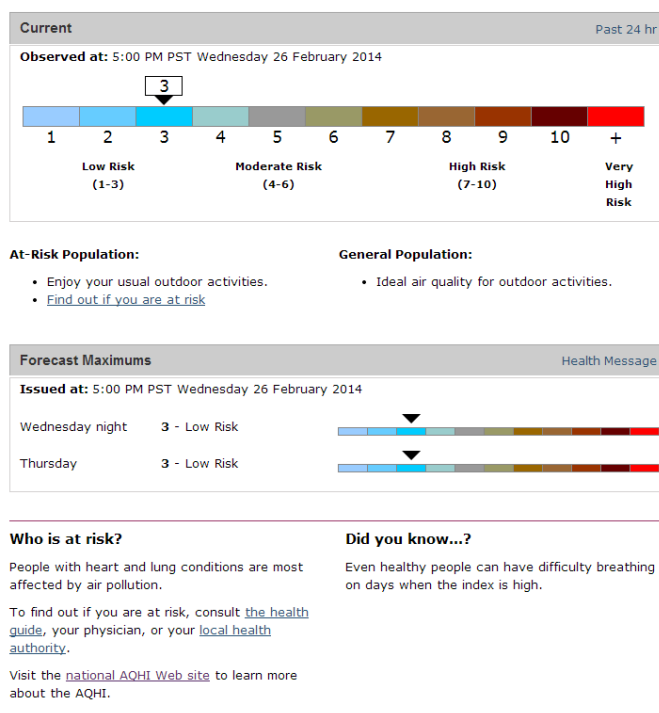 Current Past 24 hr
Observed at: 5:00 PM PST Wednesday 26 February 2014
3
1 2 3 4 5 6 7 8 9 10 +
Low Risk
(1-3)
Moderate Risk
(4-6)
High Risk
(7-10)
Very
High
Risk
At-Risk Population:
• Enjoy your usual outdoor activities.
• Find out if you are at risk
General Population:
• Ideal air quality for outdoor activities.
Forecast Maximums Health Message
Issued at: 5:00 PM PST Wednesday 26 February 2014
Wednesday night 3 - Low Risk
Thursday 3 - Low Risk
Who is at risk?
People with heart and lung conditions are most
affected by air pollution.
To find out if you are at risk, consult the health
guide, your physician, or your local health
authority.
Visit the national AQHI Web site to learn more
about the AQHI.
Did you know...?
Even healthy people can have difficulty breathing
on days when the index is high.